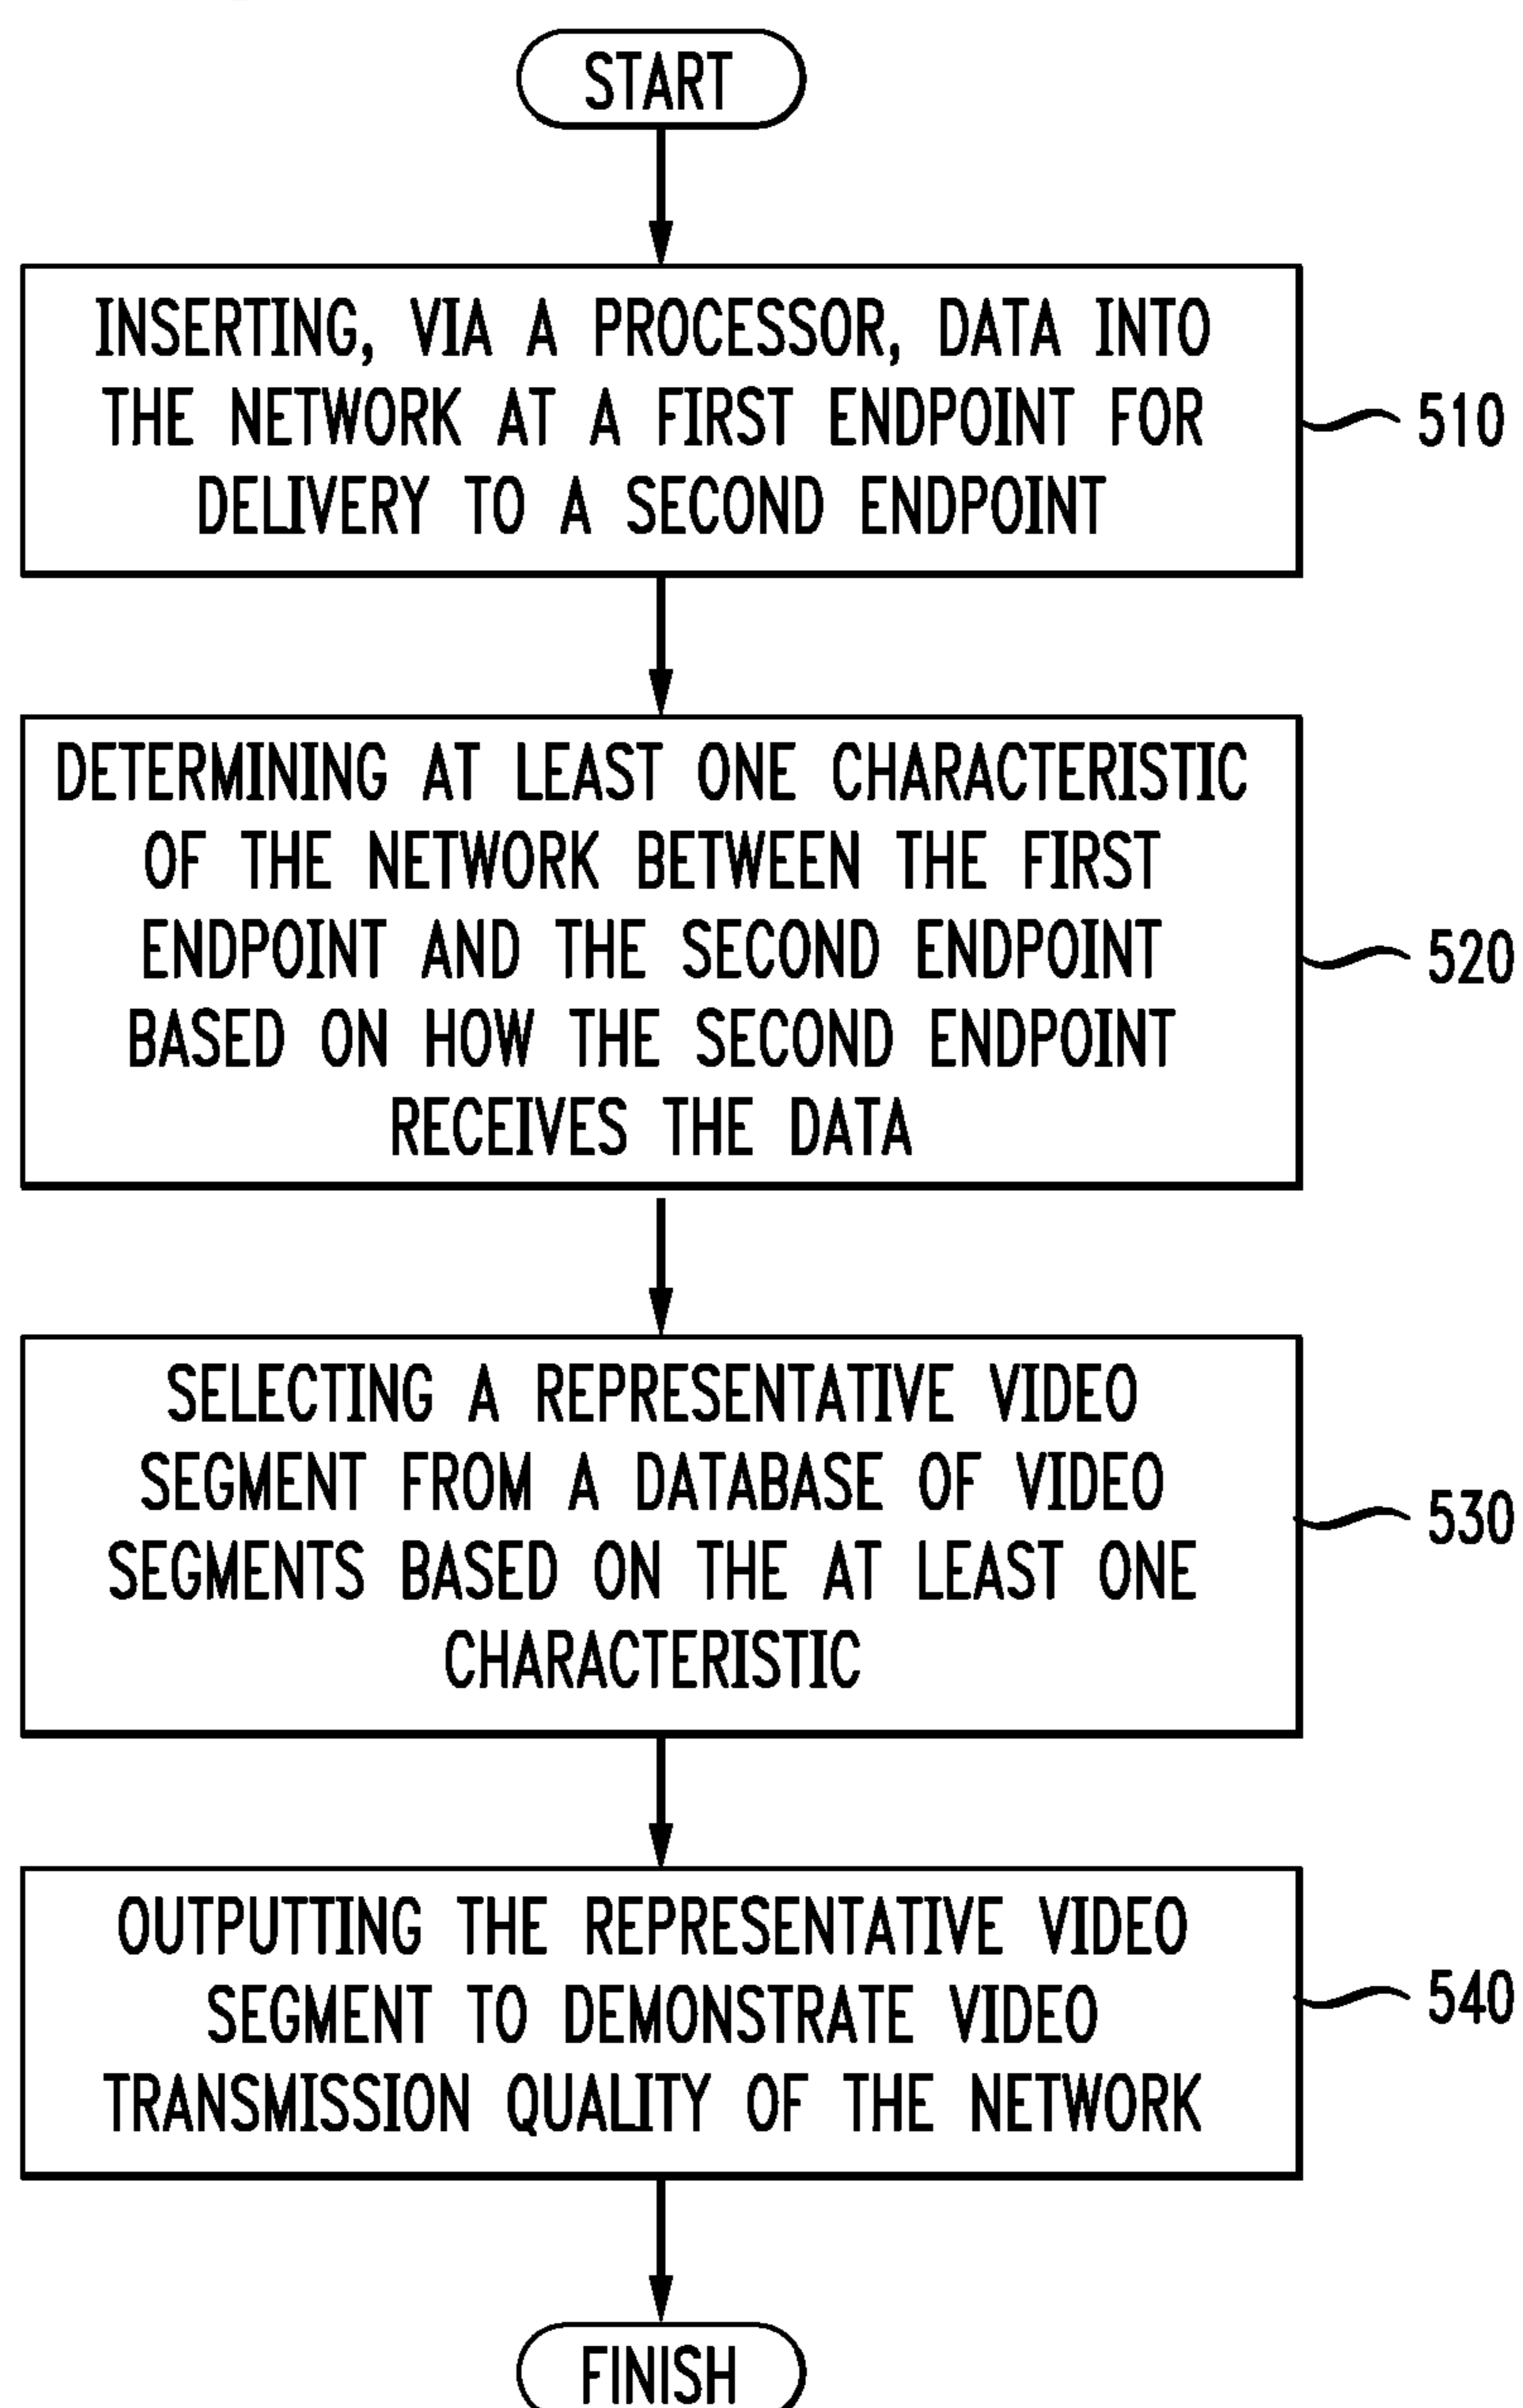 START
INSERTING, VIA A PROCESSOR, DATA INTO
THE NETWORK AT A FIRST ENDPOINT FOR
DELIVERY TO A SECOND ENDPOINT
510
DETERMINING AT LEAST ONE CHARACTERISTIC
OF THE NETWORK BETWEEN THE FIRST
ENDPOINT AND THE SECOND ENDPOINT
BASED ON HOW THE SECOND ENDPOINT
RECEIVES THE DATA
520
SELECTING A REPRESENTATIVE VIDEO
SEGMENT FROM A DATABASE OF VIDEO
SEGMENTS BASED ON THE AT LEAST ONE
CHARACTERISTIC
530
OUTPUTTING THE REPRESENTATIVE VIDEO
SEGMENT TO DEMONSTRATE VIDEO
TRANSMISSION QUALITY OF THE NETWORK
540
FINISH